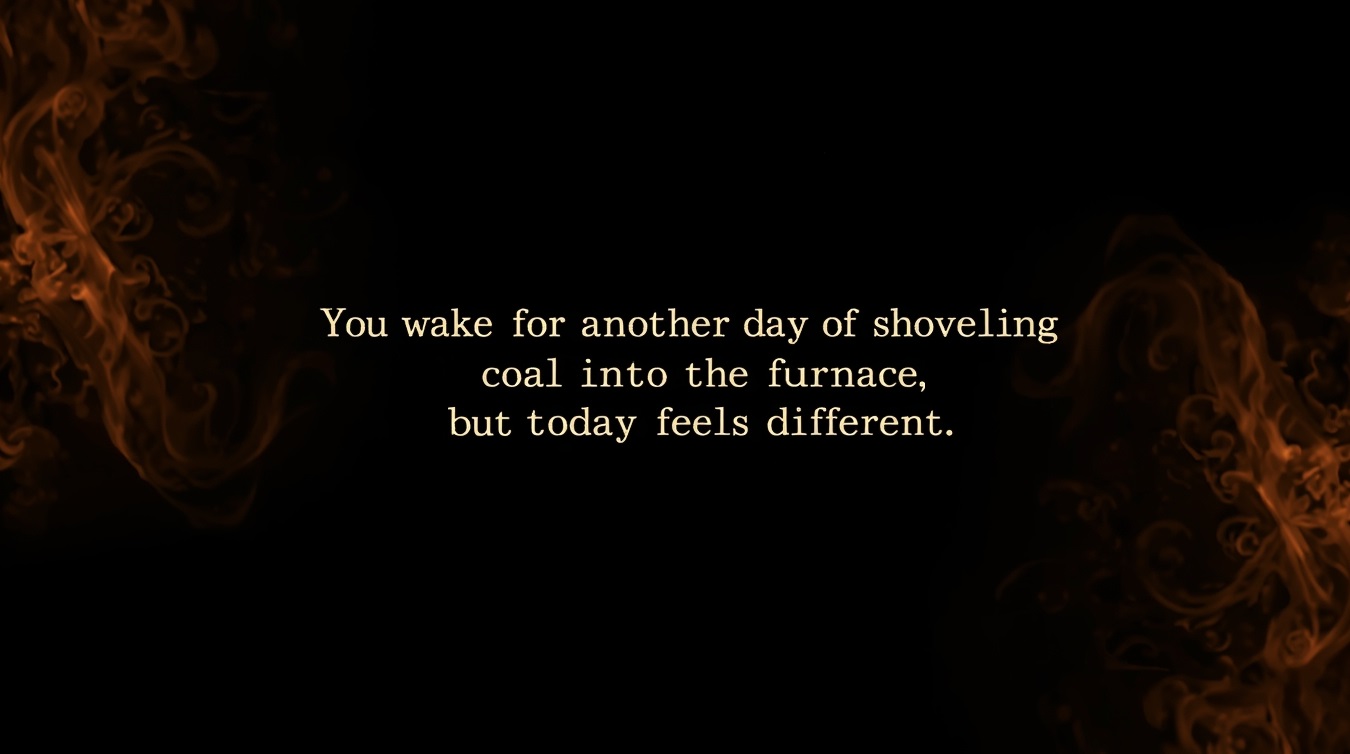 You wake for another day of shoveling
coal into the furnace,
but today feels different.